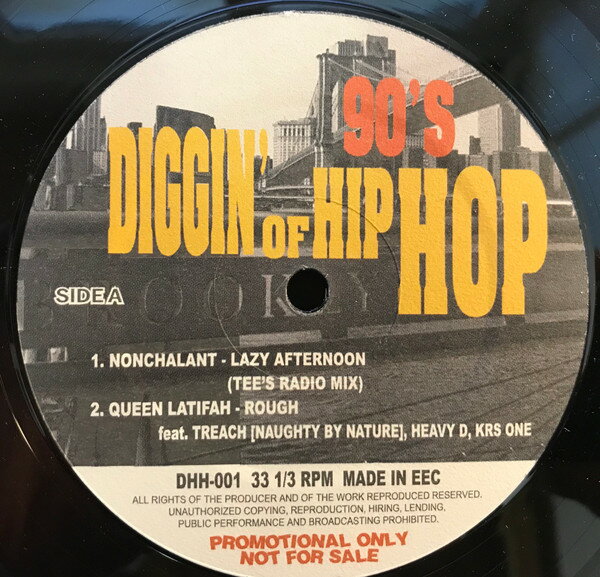 90'S
DIGGIN' OF HIP HOP
SIDE A
BROOKLY
1. NONCHALANT - LAZY AFTERNOON
(TEE'S RADIO MIX)
2. QUEEN LATIFAH - ROUGH
feat. TREACH [NAUGHTY BY NATURE], HEAVY D, KRS ONE
DHH-001 33 1/3 RPM MADE IN EEC
ALL RIGHTS OF THE PRODUCER AND OF THE WORK REPRODUCED RESERVED.
UNAUTHORIZED COPYING, REPRODUCTION, HIRING, LENDING,
PUBLIC PERFORMANCE AND BROADCASTING PROHIBITED.
PROMOTIONAL ONLY
NOT FOR SALE